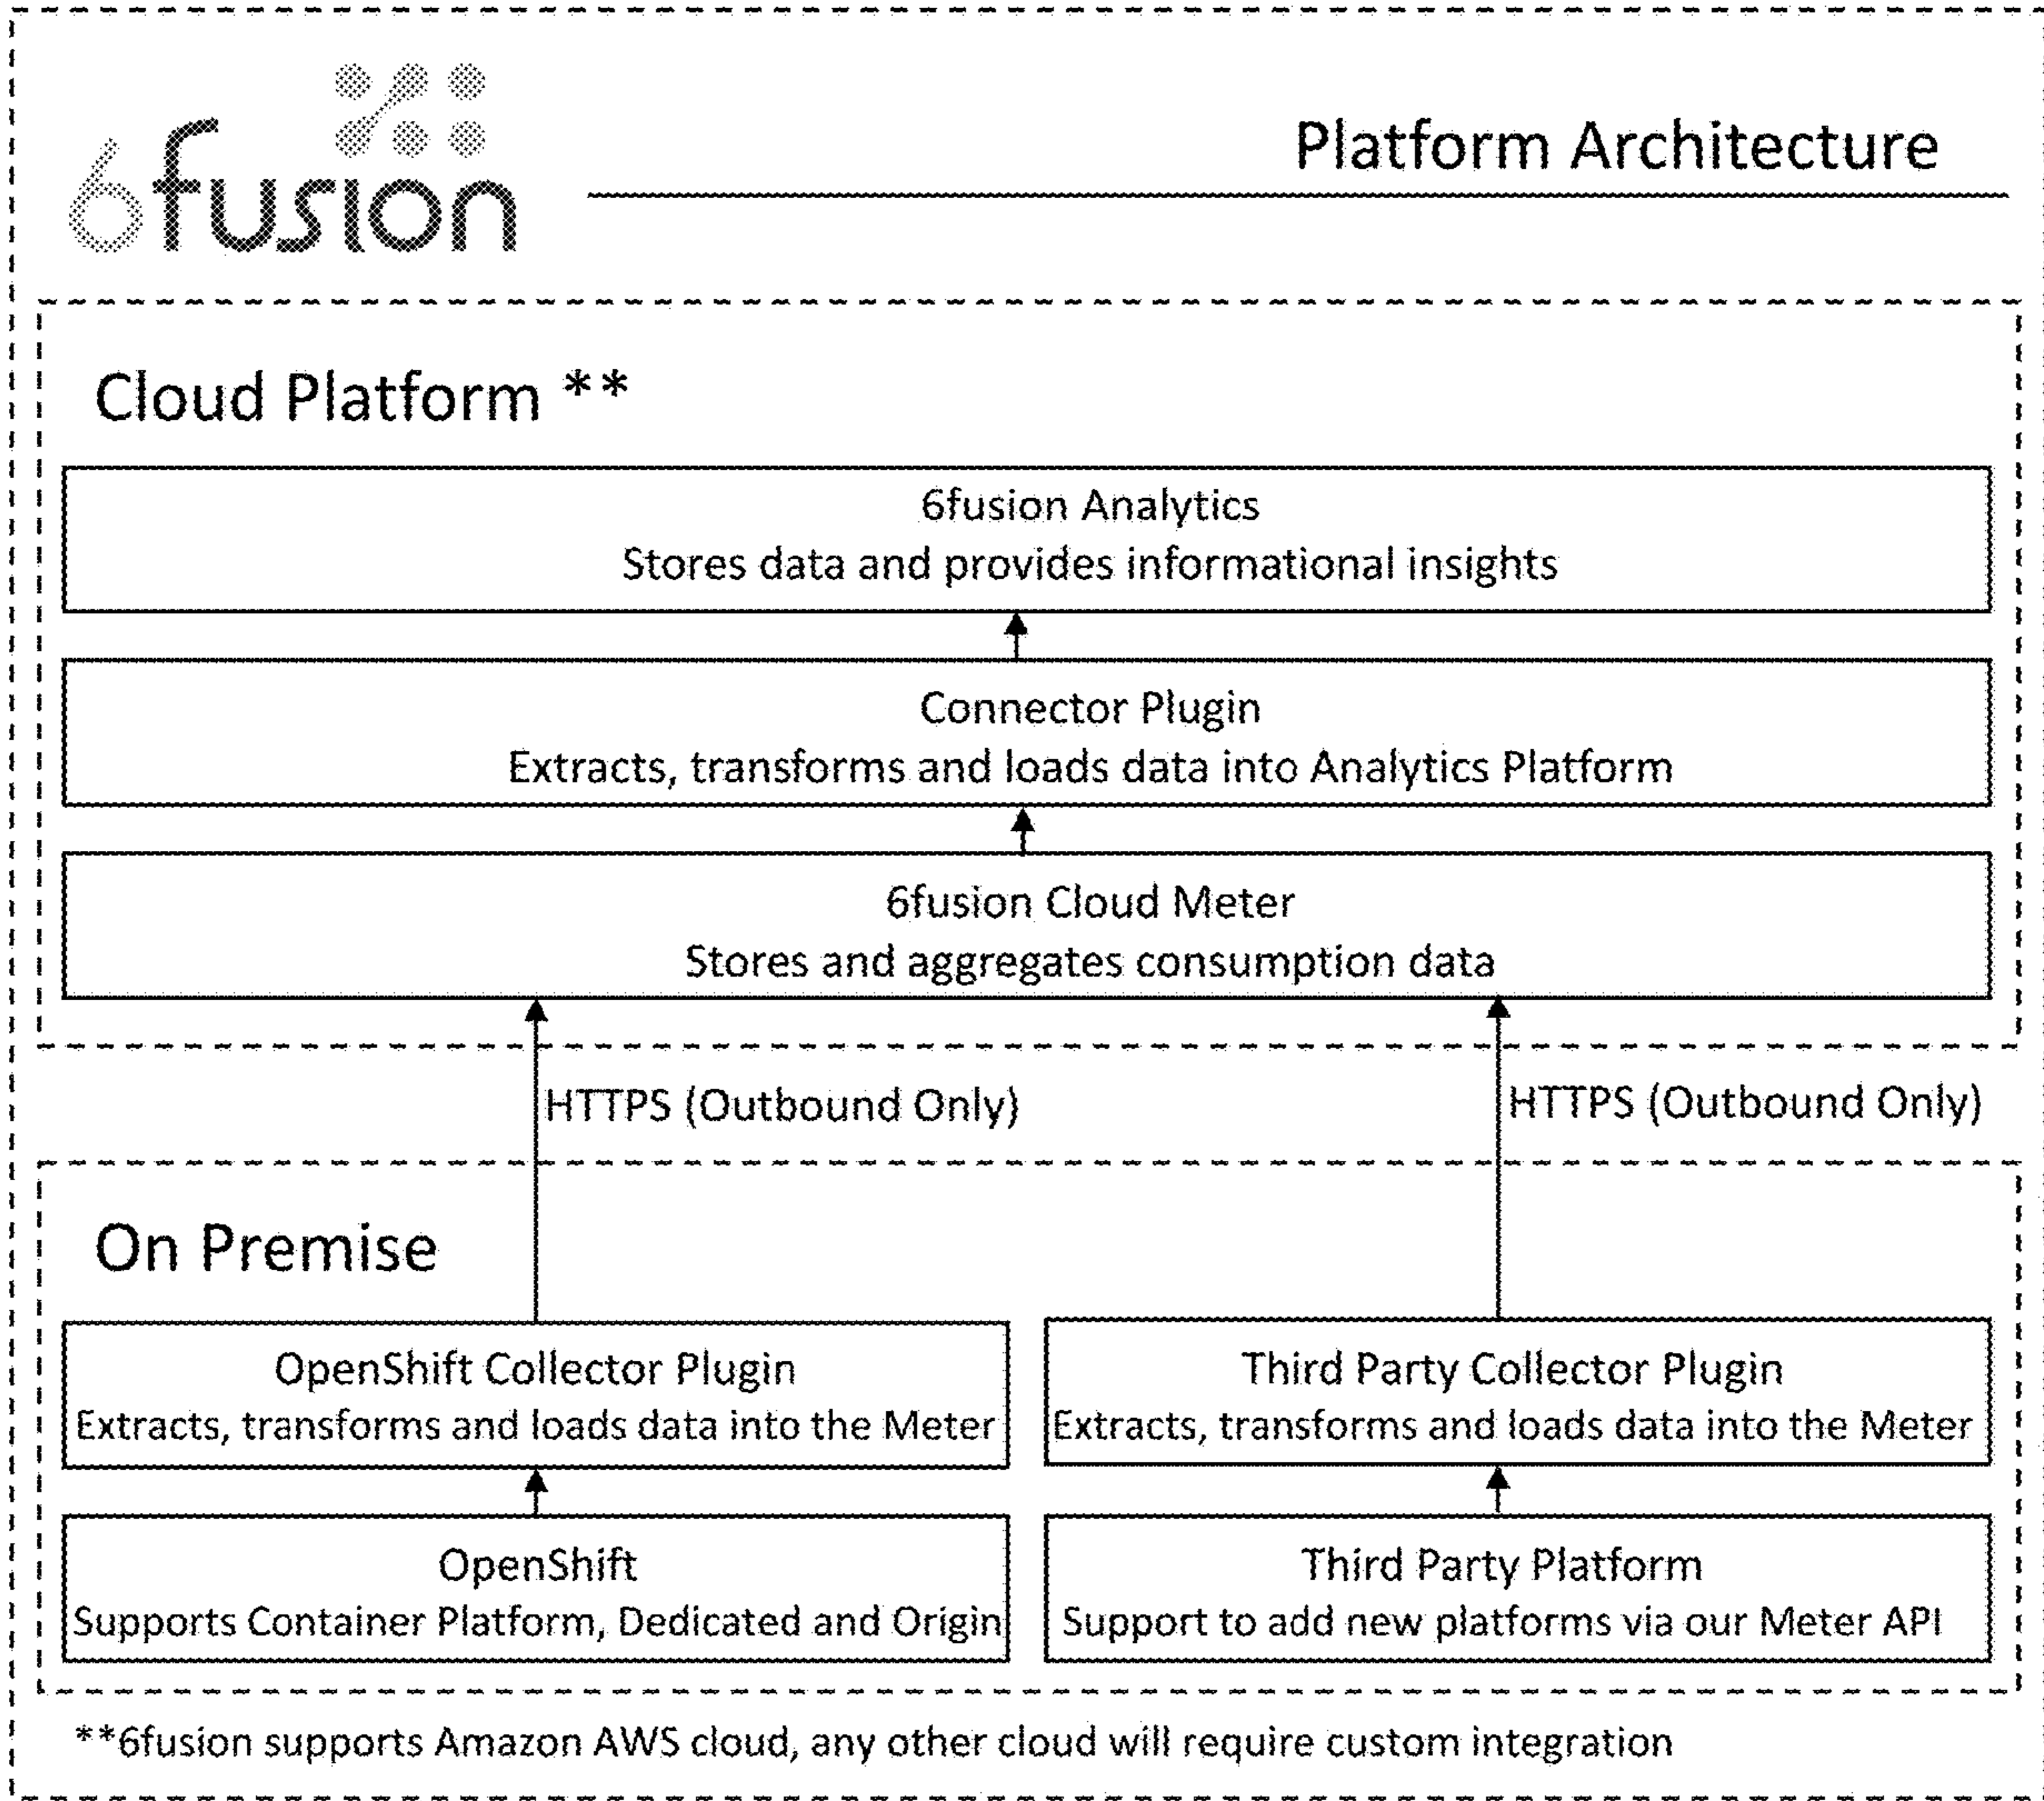 6fusion
Platform Architecture
Cloud Platform **
6fusion Analytics
Stores data and provides informational insights
Connector Plugin
Extracts, transforms and loads data into Analytics Platform
6fusion Cloud Meter
Stores and aggregates consumption data
HTTPS (Outbound Only)
HTTPS (Outbound Only)
On Premise
OpenShift Collector Plugin
Extracts, transforms and loads data into the Meter
Third Party Collector Plugin
Extracts, transforms and loads data into the Meter
OpenShift
Supports Container Platform, Dedicated and Origin
Third Party Platform
Support to add new platforms via our Meter API
**6fusion supports Amazon AWS cloud, any other cloud will require custom integration